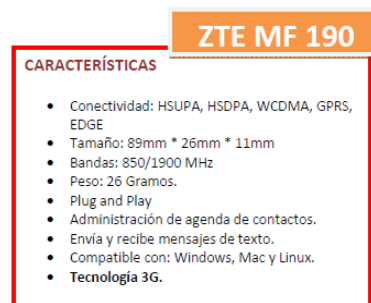 ZTE MF 190
CARACTERÍSTICAS
• Conectividad: HSUPA, HSDPA, WCDMA, GPRS,
EDGE
• Tamaño: 89mm * 26mm * 11mm
• Bandas: 850/1900 MHz
• Peso: 26 Gramos.
• Plug and Play
• Administración de agenda de contactos.
• Envía y recibe mensajes de texto.
• Compatible con: Windows, Mac y Linux.
• Tecnología 3G.